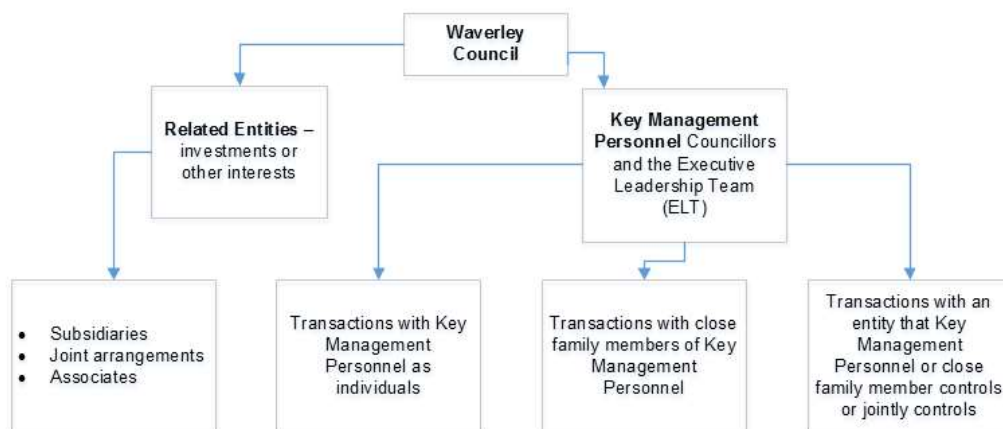 Waverley
Council
Related Entities –
investments or
other interests
Key Management
Personnel Councillors
and the Executive
Leadership Team
(ELT)
• Subsidiaries
• Joint arrangements
• Associates
Transactions with Key
Management
Personnel as
individuals
Transactions with close
family members of Key
Management
Personnel
Transactions with an
entity that Key
Management
Personnel or close
family member controls
or jointly controls